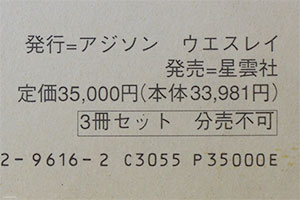 発行=アジソン　ウエスレイ
発売=星雲社
定価35,000円(本体33,981円)
3冊セット　分売不可
2-9616-2 C3055 P35000E